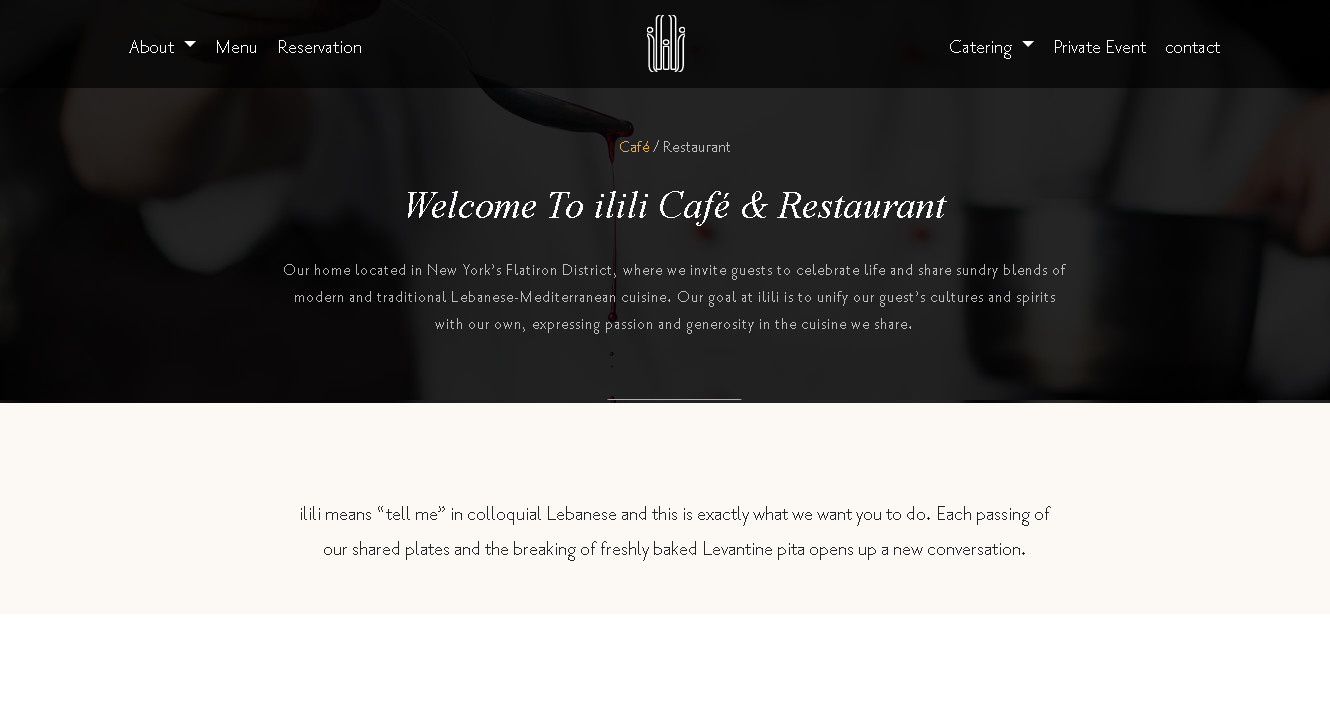 About Menu Reservation
ilili
Catering Private Event contact
Café / Restaurant
Welcome To ilili Café & Restaurant
Our home located in New York’s Flatiron District, where we invite guests to celebrate life and share sundry blends of
modern and traditional Lebanese-Mediterranean cuisine. Our goal at ilili is to unify our guest’s cultures and spirits
with our own, expressing passion and generosity in the cuisine we share.
ilili means “tell me” in colloquial Lebanese and this is exactly what we want you to do. Each passing of
our shared plates and the breaking of freshly baked Levantine pita opens up a new conversation.